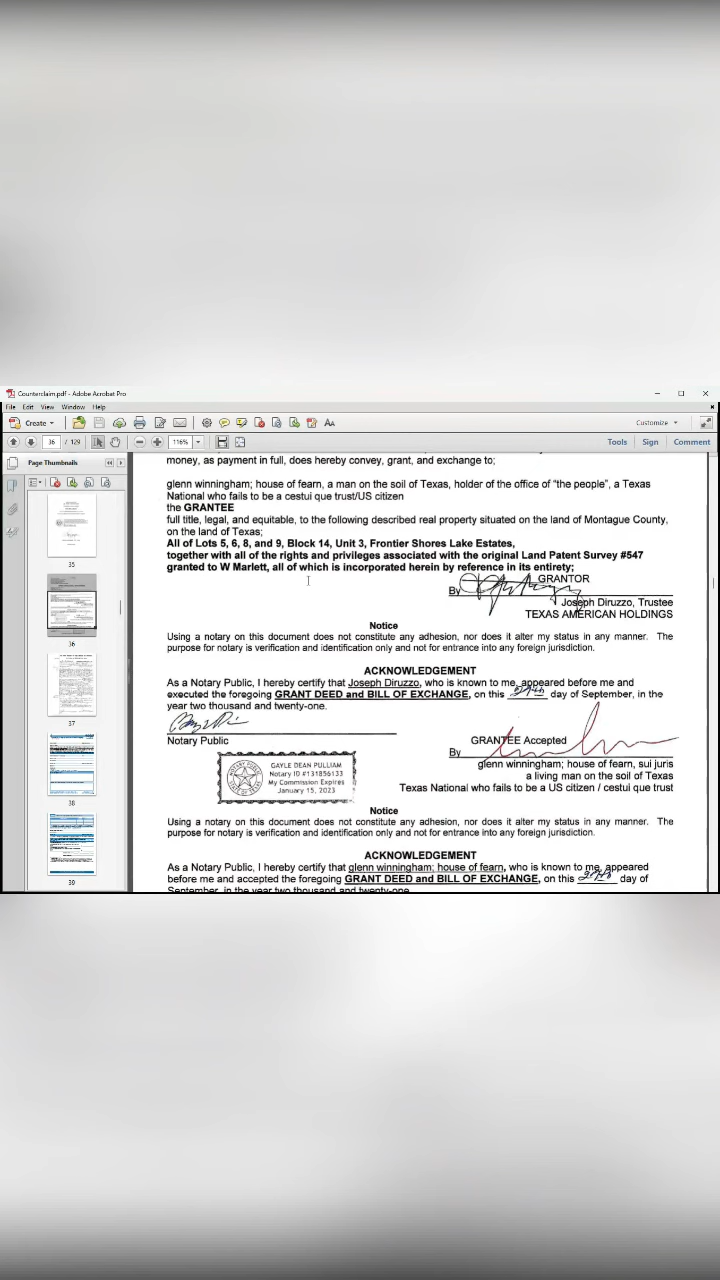 Counterclaim.pdf - Adobe Acrobat Pro
File Edit View Window Help
Create Customize
36 / 129 116% Tools Sign Comment
Page Thumbnails
35
36
37
38
39
money, as payment in full, does hereby convey, grant, and exchange to;
glenn winningham; house of fearn, a man on the soil of Texas, holder of the office of "the people", a Texas
National who fails to be a cestui que trust/US citizen
the GRANTEE
full title, legal, and equitable, to the following described real property situated on the land of Montague County,
on the land of Texas;
All of Lots 5, 6, 8, and 9, Block 14, Unit 3, Frontier Shores Lake Estates,
together with all of the rights and privileges associated with the original Land Patent Survey #547
granted to W Marlett, all of which is incorporated herein by reference in its entirety;
GRANTOR
By
Joseph Diruzzo, Trustee
TEXAS AMERICAN HOLDINGS
Notice
Using a notary on this document does not constitute any adhesion, nor does it alter my status in any manner. The
purpose for notary is verification and identification only and not for entrance into any foreign jurisdiction.
ACKNOWLEDGEMENT
As a Notary Public, I hereby certify that Joseph Diruzzo, who is known to me, appeared before me and
executed the foregoing GRANT DEED and BILL OF EXCHANGE, on this day of September, in the
year two thousand and twenty-one.
Notary Public
GAYLE DEAN PULLIAM
Notary ID #131856133
My Commission Expires
January 15, 2023
GRANTEE Accepted
By
glenn winningham; house of fearn, sui juris
a living man on the soil of Texas
Texas National who fails to be a US citizen / cestui que trust
Notice
Using a notary on this document does not constitute any adhesion, nor does it alter my status in any manner. The
purpose for notary is verification and identification only and not for entrance into any foreign jurisdiction.
ACKNOWLEDGEMENT
As a Notary Public, I hereby certify that glenn winningham; house of fearn, who is known to me, appeared
before me and accepted the foregoing GRANT DEED and BILL OF EXCHANGE, on this day of
September, in the year two thousand and twenty-one